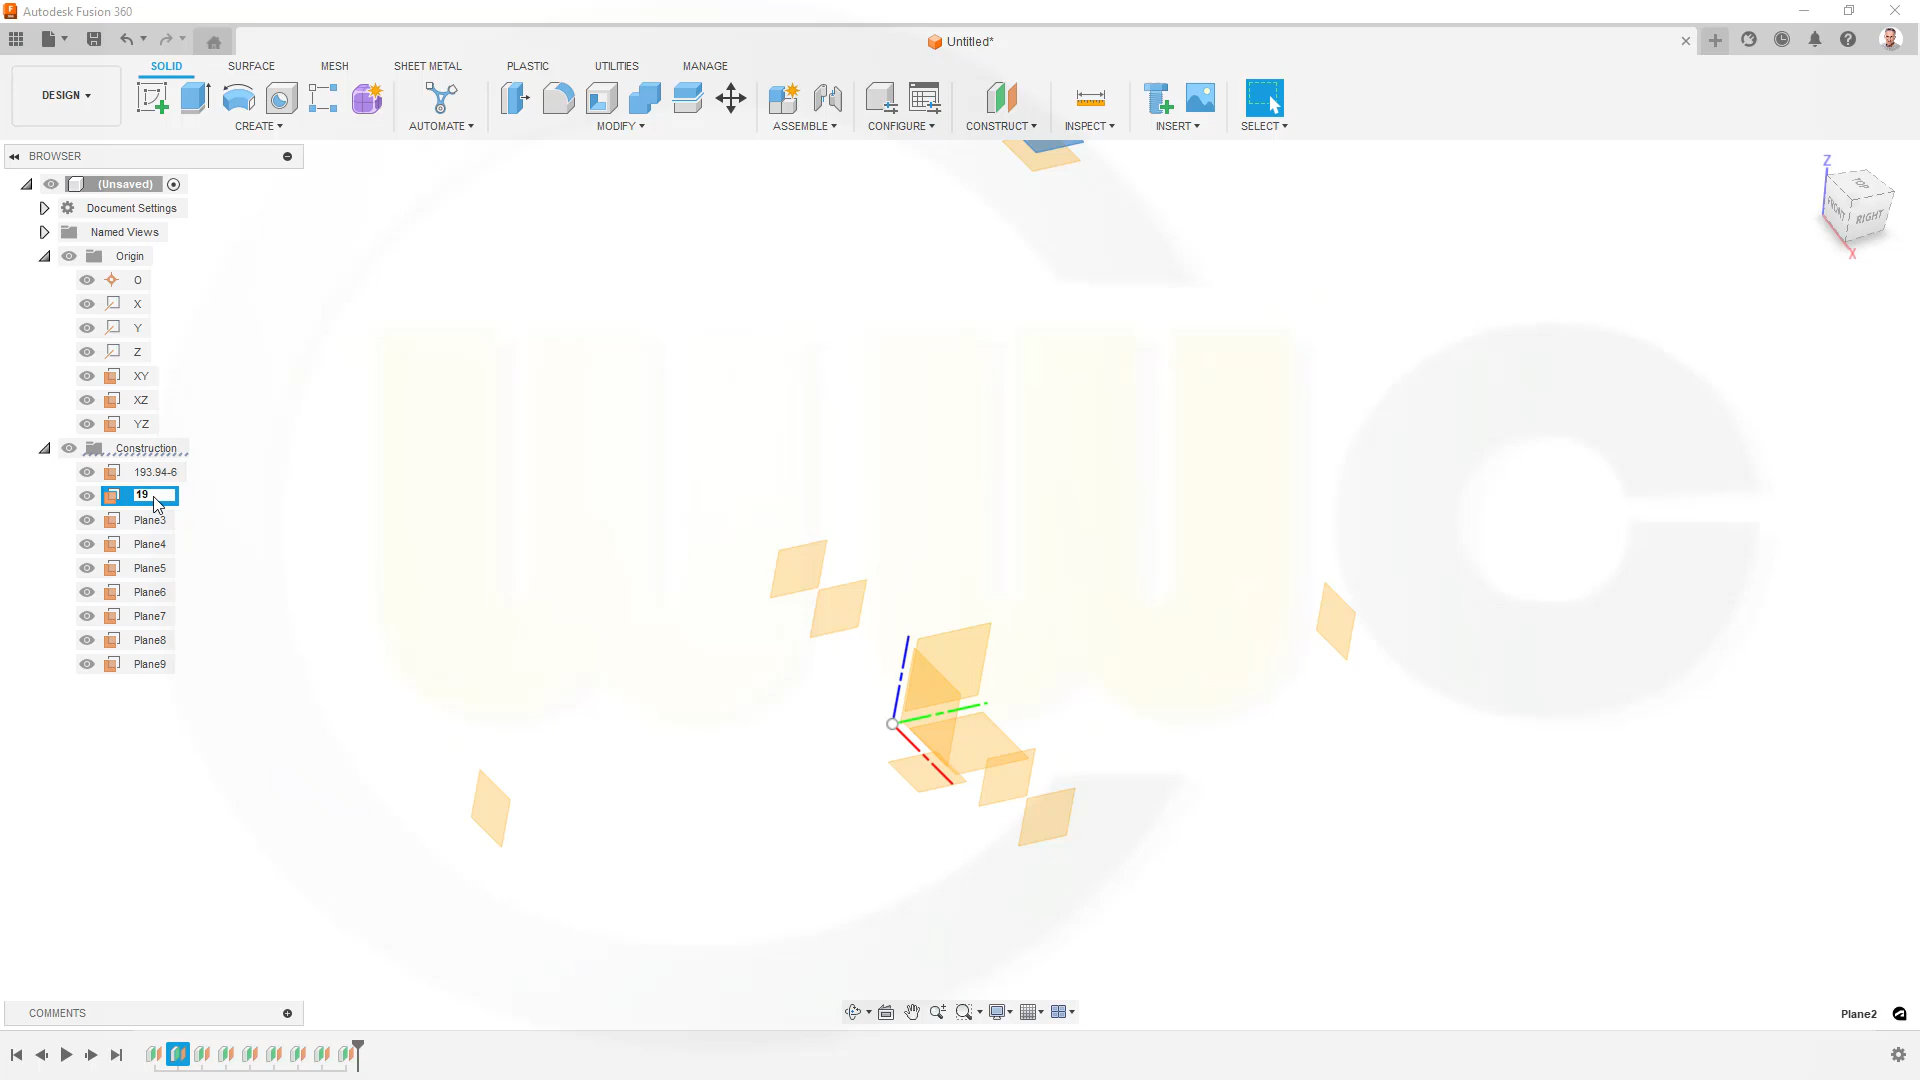 Autodesk Fusion 360
Untitled*
DESIGN
SOLID
SURFACE
MESH
SHEET METAL
PLASTIC
UTILITIES
MANAGE
CREATE
AUTOMATE
MODIFY
ASSEMBLE
CONFIGURE
CONSTRUCT
INSPECT
INSERT
SELECT
BROWSER
(Unsaved)
Document Settings
Named Views
Origin
O
X
Y
Z
XY
XZ
YZ
Construction
193.94-6
19
Plane3
Plane4
Plane5
Plane6
Plane7
Plane8
Plane9
Z
TOP
FRONT
RIGHT
X
COMMENTS
Plane2